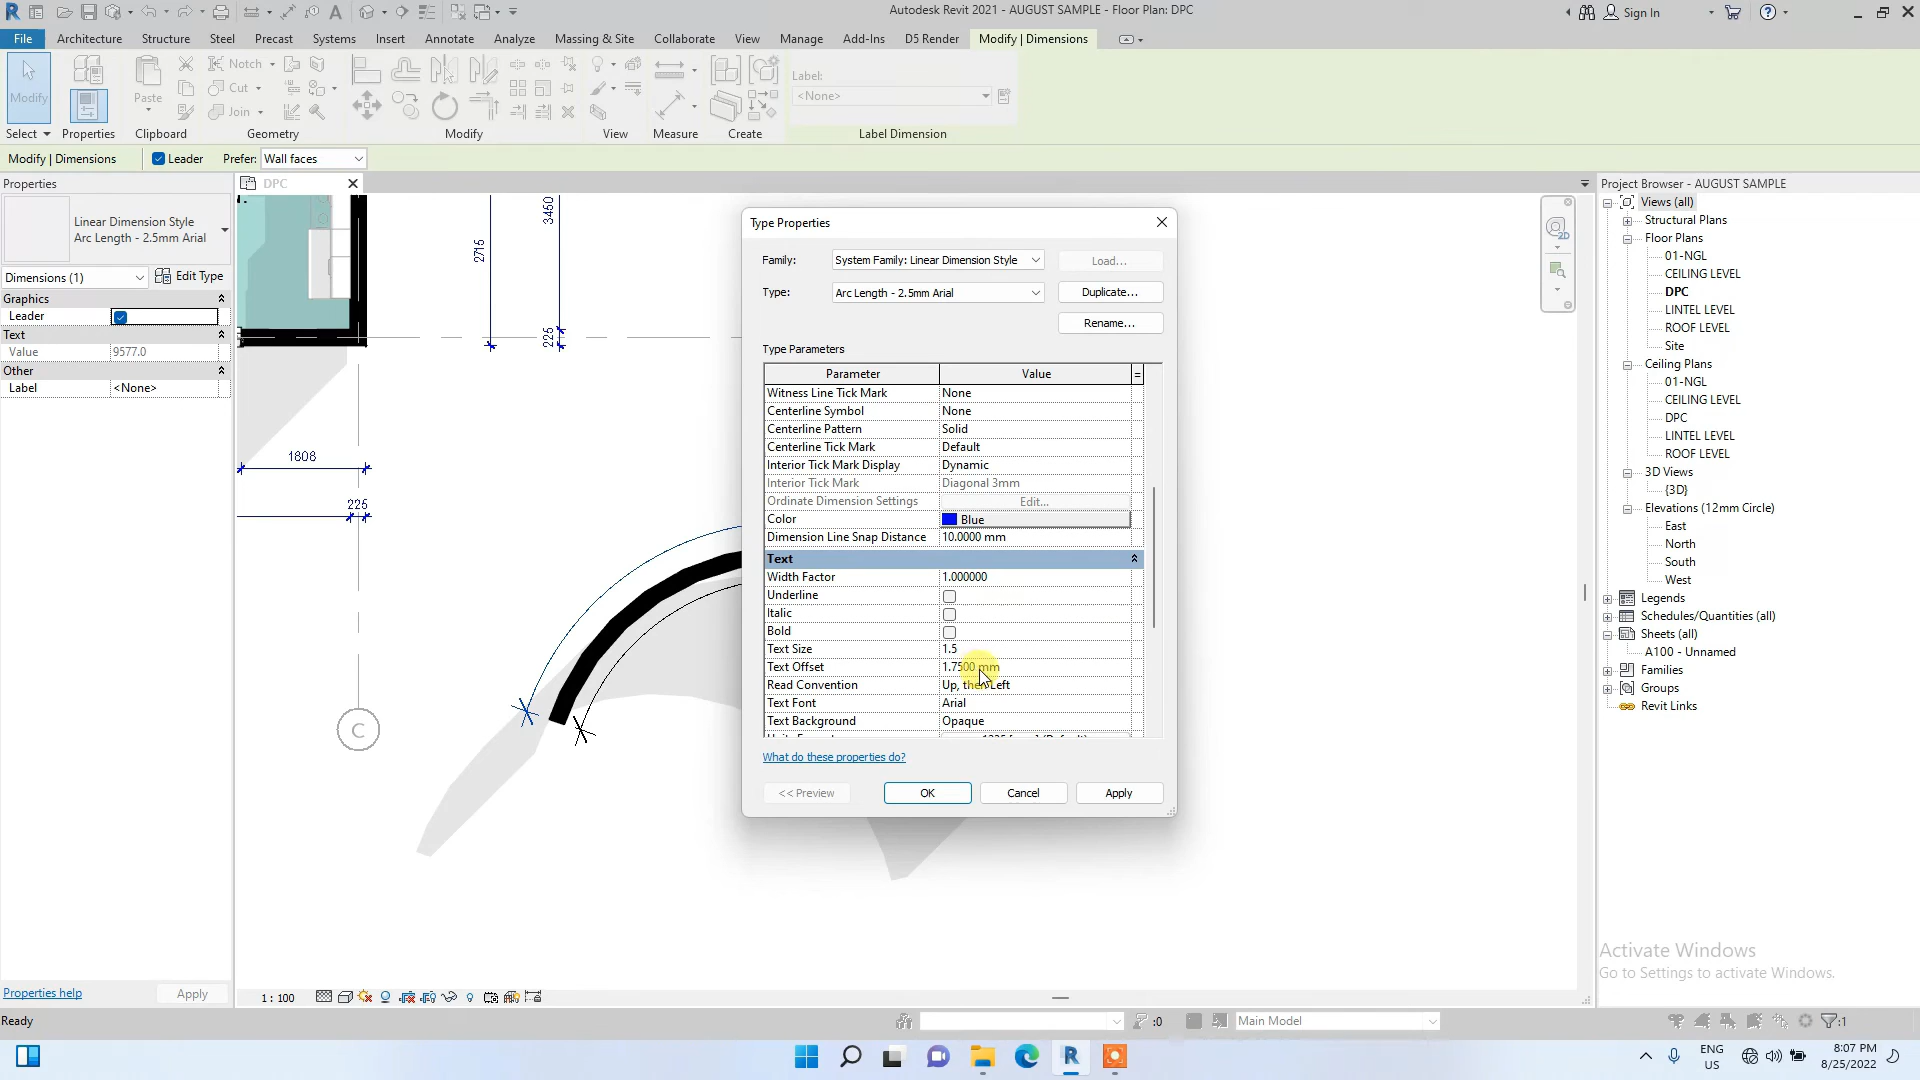 Autodesk Revit 2021 - AUGUST SAMPLE - Floor Plan: DPC
Sign In
File Architecture Structure Steel Precast Systems Insert Annotate Analyze Massing & Site Collaborate View Manage Add-Ins D5 Render Modify | Dimensions
Modify
Paste
Notch
Cut
Join
Label:
<None>
Select Properties Clipboard Geometry Modify View Measure Create Label Dimension
Modify | Dimensions Leader Prefer: Wall faces
Properties
Linear Dimension Style
Arc Length - 2.5mm Arial
Dimensions (1) Edit Type
Graphics
Leader
Text
Value 9577.0
Other
Label <None>
Properties help Apply
DPC
2715
3450
225
1808
225
C
Type Properties
Family: System Family: Linear Dimension Style Load...
Type: Arc Length - 2.5mm Arial Duplicate...
Rename...
Type Parameters
Parameter Value =
Witness Line Tick Mark None
Centerline Symbol None
Centerline Pattern Solid
Centerline Tick Mark Default
Interior Tick Mark Display Dynamic
Interior Tick Mark Diagonal 3mm
Ordinate Dimension Settings Edit...
Color Blue
Dimension Line Snap Distance 10.0000 mm
Text
Width Factor 1.000000
Underline
Italic
Bold
Text Size 1.5
Text Offset 1.7500 mm
Read Convention Up, then Left
Text Font Arial
Text Background Opaque
What do these properties do?
<< Preview OK Cancel Apply
2D
Project Browser - AUGUST SAMPLE
Views (all)
Structural Plans
Floor Plans
01-NGL
CEILING LEVEL
DPC
LINTEL LEVEL
ROOF LEVEL
Site
Ceiling Plans
01-NGL
CEILING LEVEL
DPC
LINTEL LEVEL
ROOF LEVEL
3D Views
{3D}
Elevations (12mm Circle)
East
North
South
West
Legends
Schedules/Quantities (all)
Sheets (all)
A100 - Unnamed
Families
Groups
Revit Links
Activate Windows
Go to Settings to activate Windows.
1 : 100
Ready
:0
Main Model
:1
ENG
US
8:07 PM
8/25/2022